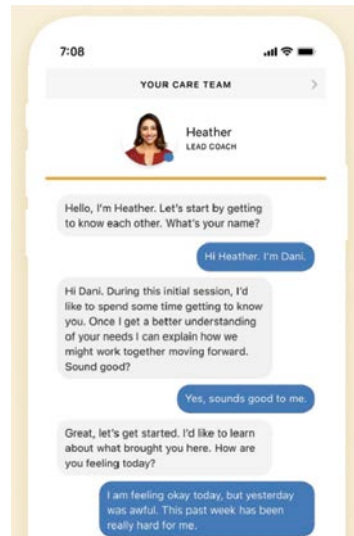 7:08
YOUR CARE TEAM
Heather
LEAD COACH
Hello, I'm Heather. Let's start by getting
to know each other. What's your name?
Hi Heather. I'm Dani.
Hi Dani. During this initial session, I'd
like to spend some time getting to know
you. Once I get a better understanding
of your needs I can explain how we
might work together moving forward.
Sound good?
Yes, sounds good to me.
Great, let's get started. I'd like to learn
about what brought you here. How are
you feeling today?
I am feeling okay today, but yesterday
was awful. This past week has been
really hard for me.